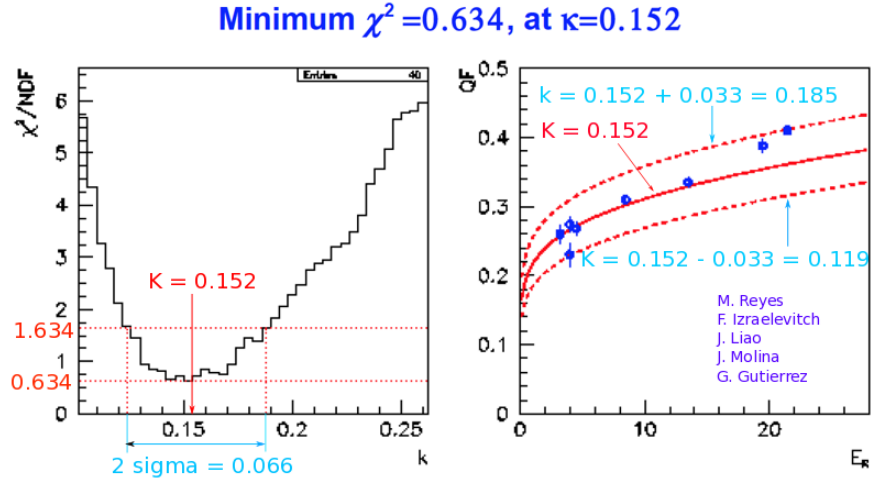 Minimum χ² =0.634, at κ=0.152
χ²/NDF
Entries 40
6
5
4
3
2
1.634
1
0.634
0
K = 0.152
0.15
0.2
0.25
k
2 sigma = 0.066
QF
0.5
0.4
0.3
0.2
0.1
0
k = 0.152 + 0.033 = 0.185
K = 0.152
K = 0.152 - 0.033 = 0.119
M. Reyes
F. Izraelevitch
J. Liao
J. Molina
G. Gutierrez
0
10
20